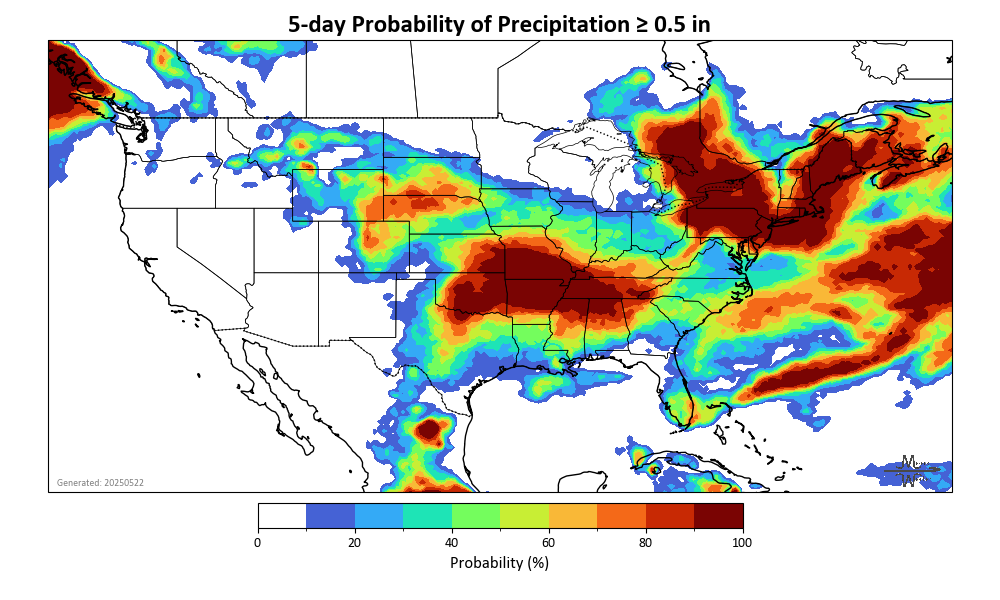 5-day Probability of Precipitation ≥ 0.5 in
Generated: 20250522
M
W
0 20 40 60 80 100
Probability (%)